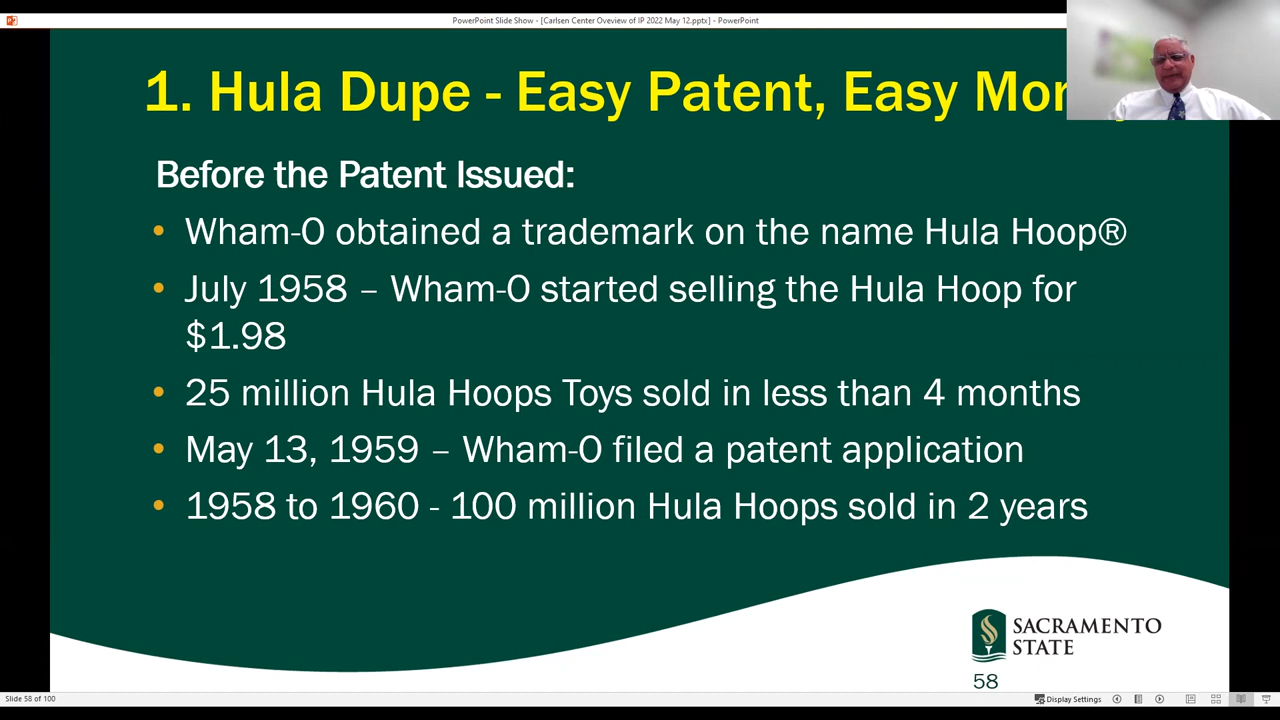 PowerPoint Slide Show - [Carlsen Center Oveview of IP 2022 May 12.pptx] - PowerPoint
1. Hula Dupe - Easy Patent, Easy
Before the Patent Issued:
• Wham-O obtained a trademark on the name Hula Hoop®
• July 1958 – Wham-O started selling the Hula Hoop for
$1.98
• 25 million Hula Hoops Toys sold in less than 4 months
• May 13, 1959 – Wham-O filed a patent application
• 1958 to 1960 - 100 million Hula Hoops sold in 2 years
SACRAMENTO
STATE
58
Slide 58 of 100
Display Settings